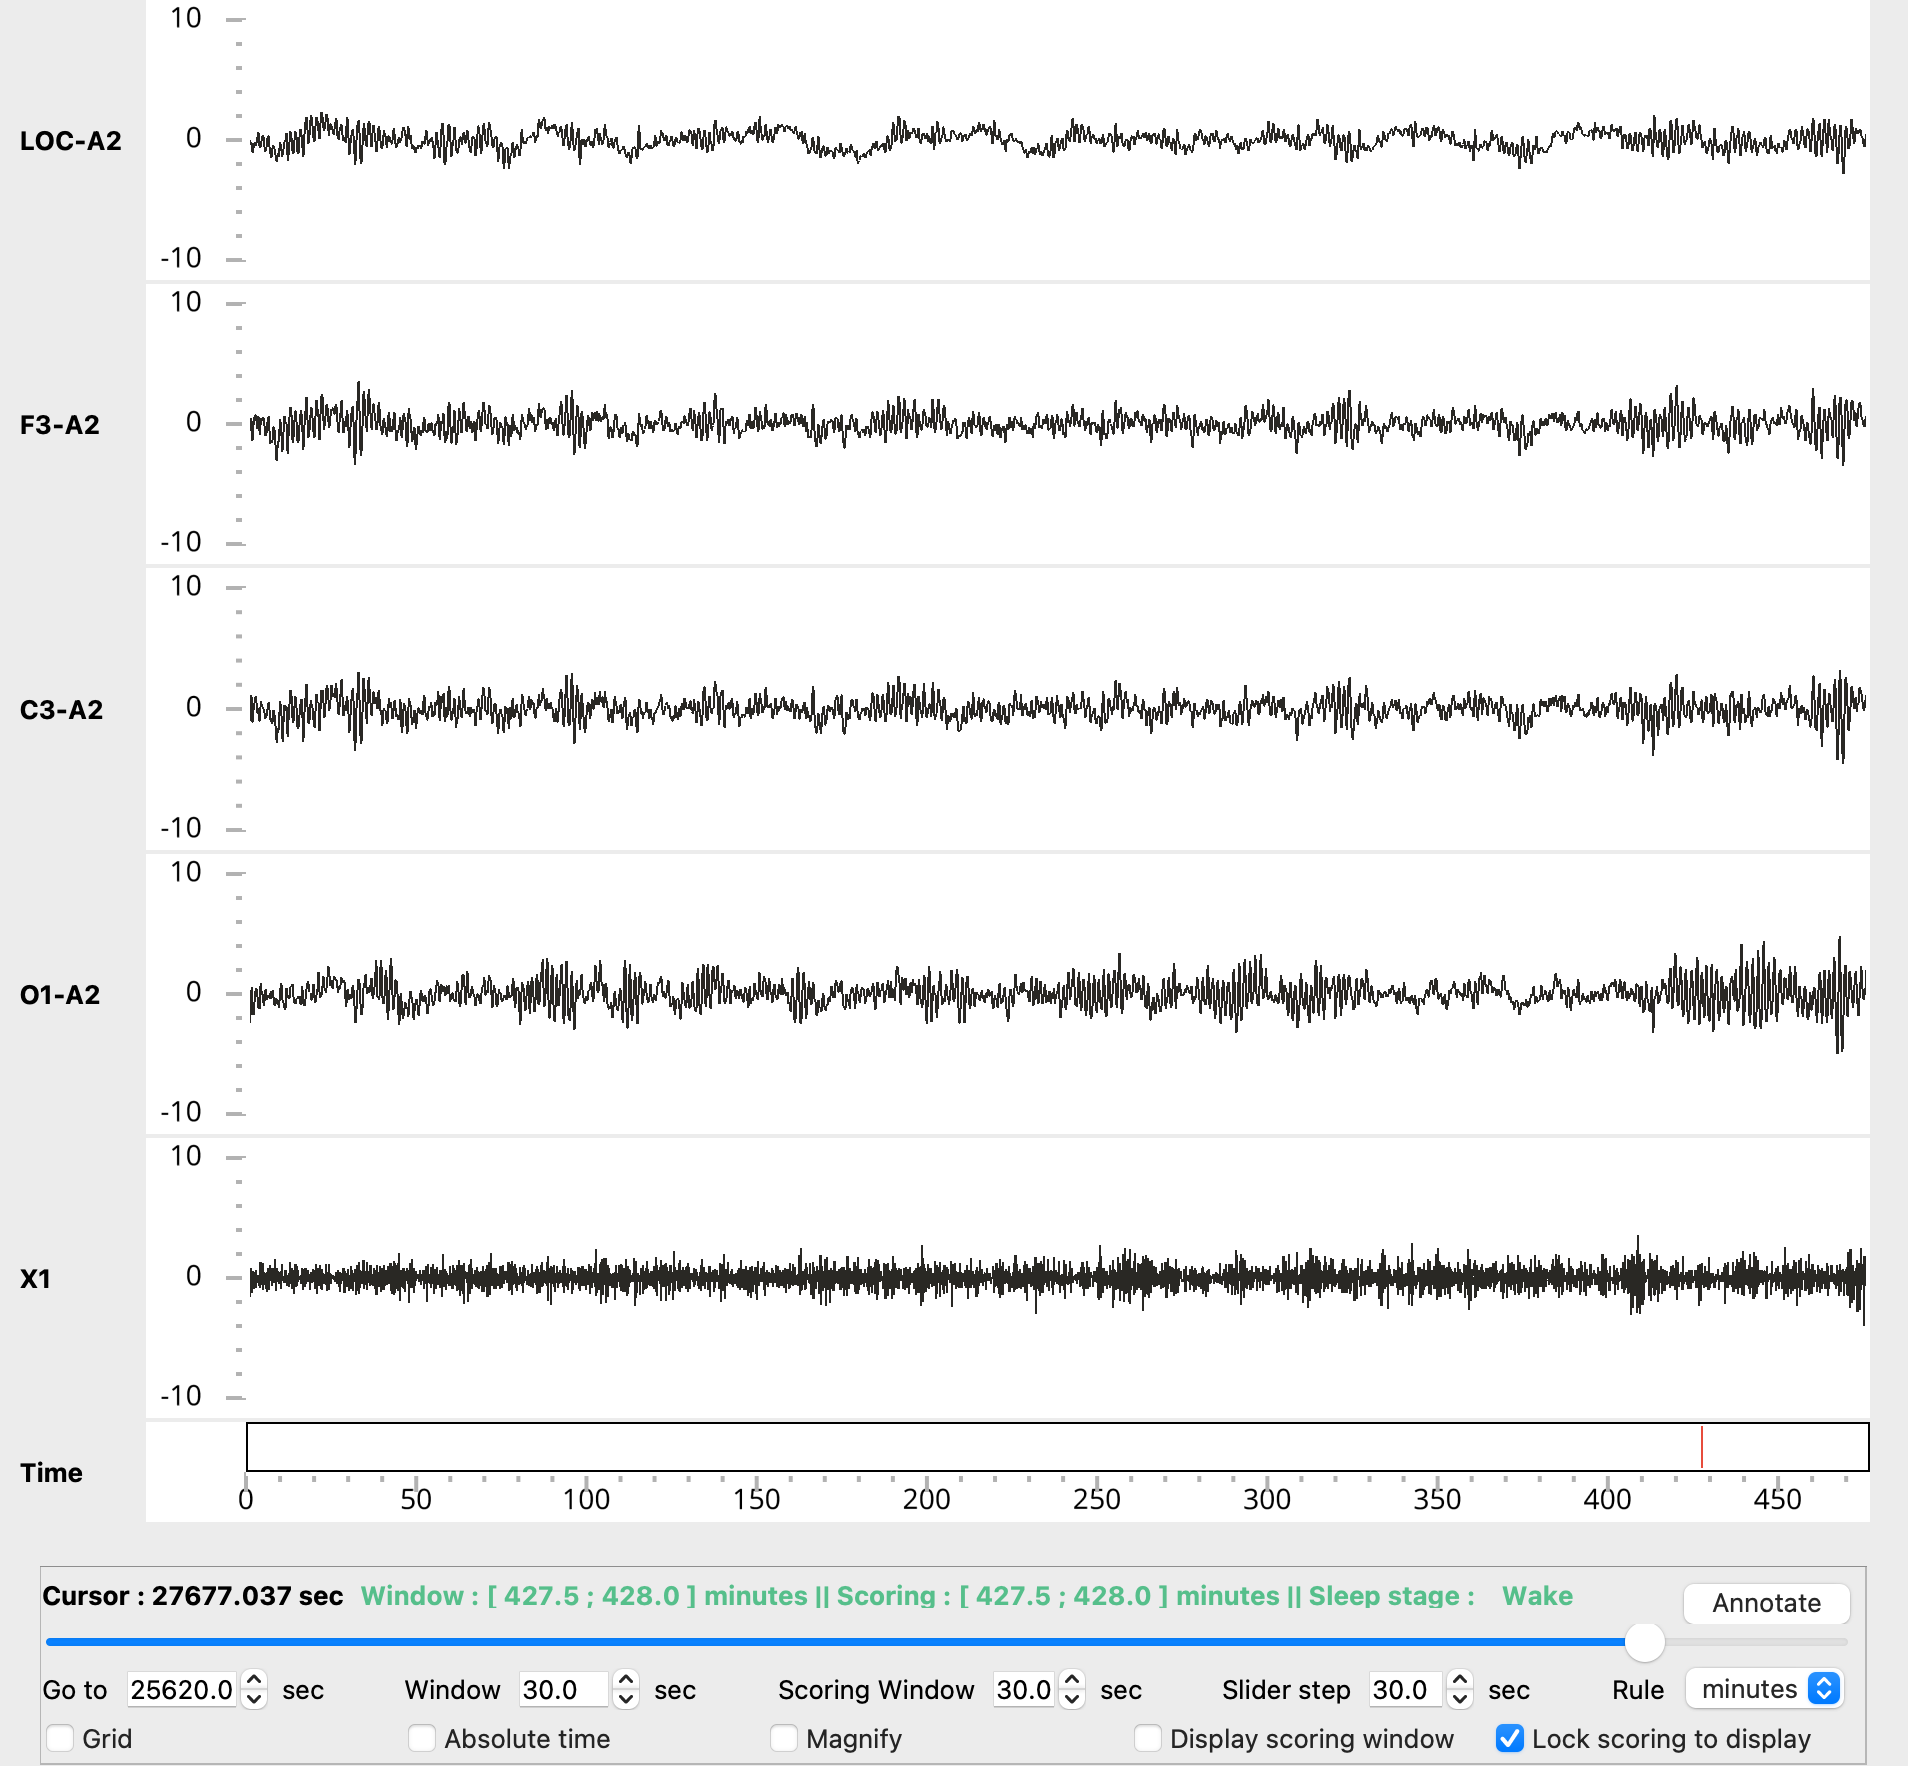 10
LOC-A2
0
-10
10
F3-A2
0
-10
10
C3-A2
0
-10
10
O1-A2
0
-10
10
X1
0
-10
Time
0 50 100 150 200 250 300 350 400 450
Cursor : 27677.037 sec Window : [ 427.5 ; 428.0 ] minutes || Scoring : [ 427.5 ; 428.0 ] minutes || Sleep stage : Wake Annotate
Go to 25620.0 sec Window 30.0 sec Scoring Window 30.0 sec Slider step 30.0 sec Rule minutes
Grid Absolute time Magnify Display scoring window Lock scoring to display